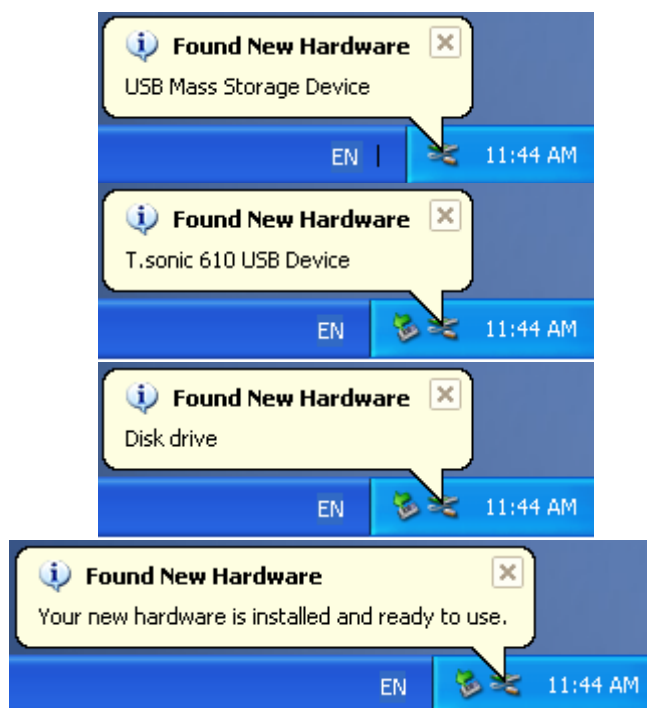 Found New Hardware
USB Mass Storage Device
EN
11:44 AM
Found New Hardware
T.sonic 610 USB Device
EN
11:44 AM
Found New Hardware
Disk drive
EN
11:44 AM
Found New Hardware
Your new hardware is installed and ready to use.
EN
11:44 AM